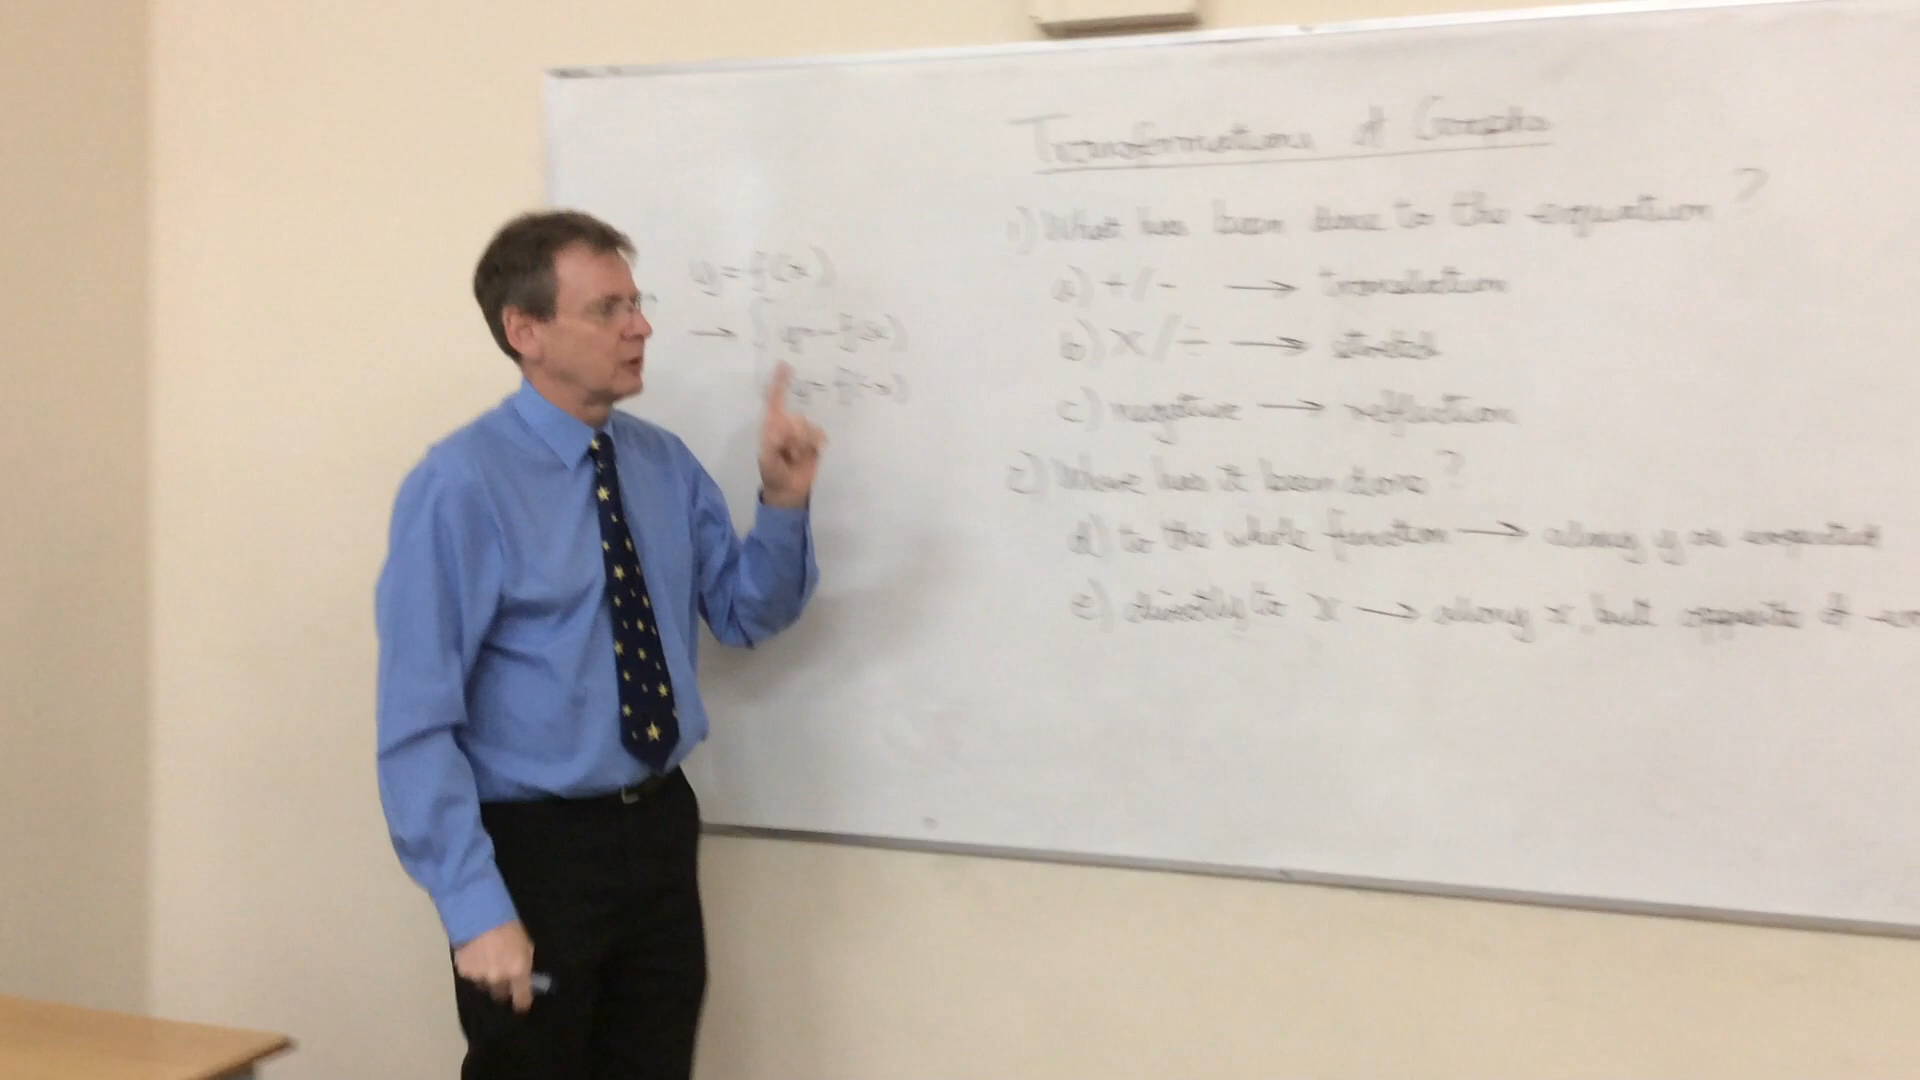 Transformations of Graphs
1) What has been done to the equation?
a) +/- → translation
b) ×/÷ → stretch
c) negative → reflection
2) Where has it been done?
d) to the whole function → along y as expected
e) directly to x → along x, but opposite of
y=f(x)
→ y=-f(x)
y=f(-x)